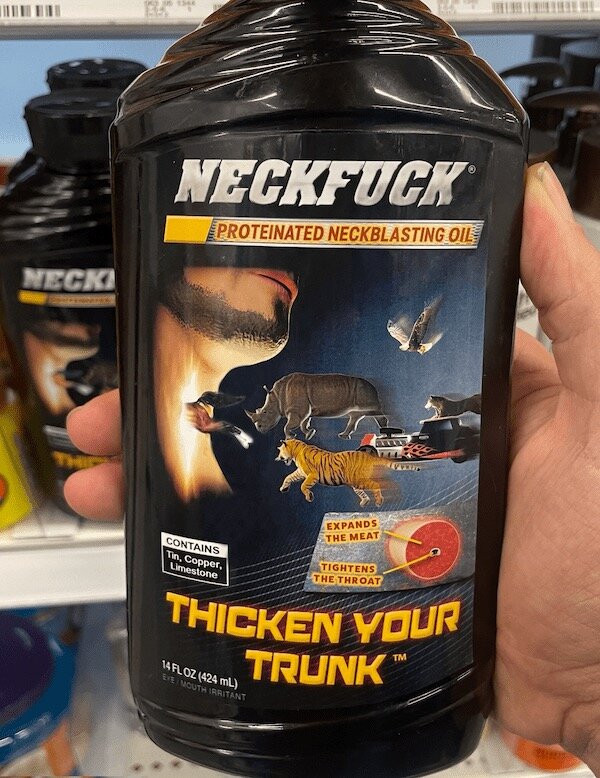 NECKFUCK®
PROTEINATED NECKBLASTING OIL
EXPANDS
THE MEAT
TIGHTENS
THE THROAT
CONTAINS
Tin, Copper,
Limestone
THICKEN YOUR
TRUNK™
14 FL OZ (424 mL)
EYE / MOUTH IRRITANT
NECK